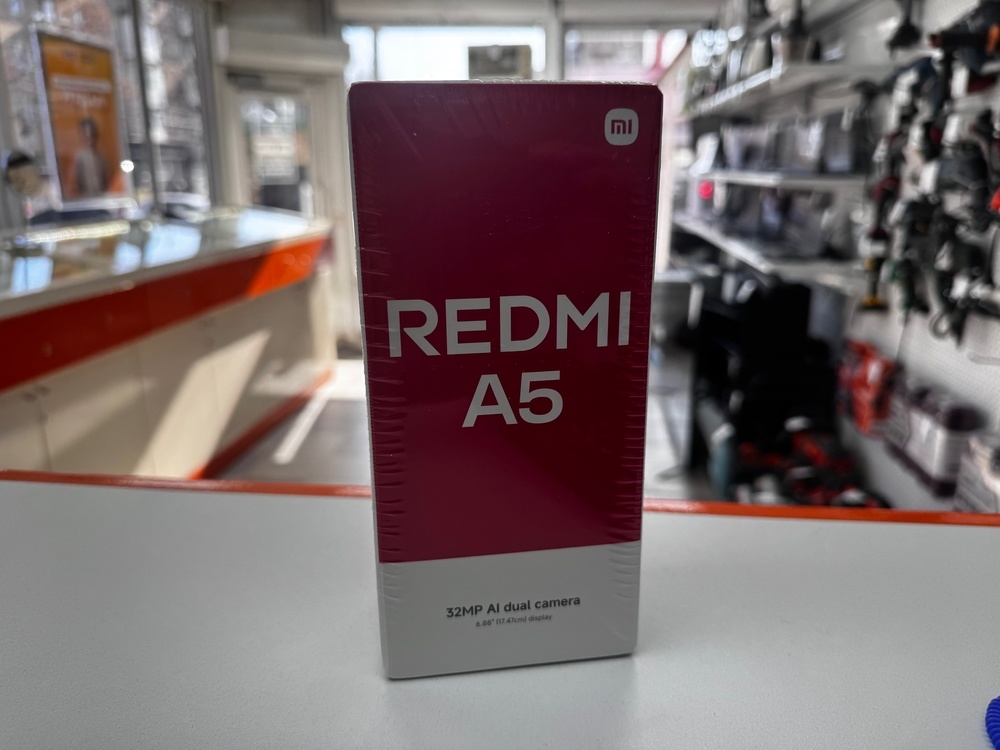 mi
REDMI
A5
32MP AI dual camera
6.88" (17.47cm) display